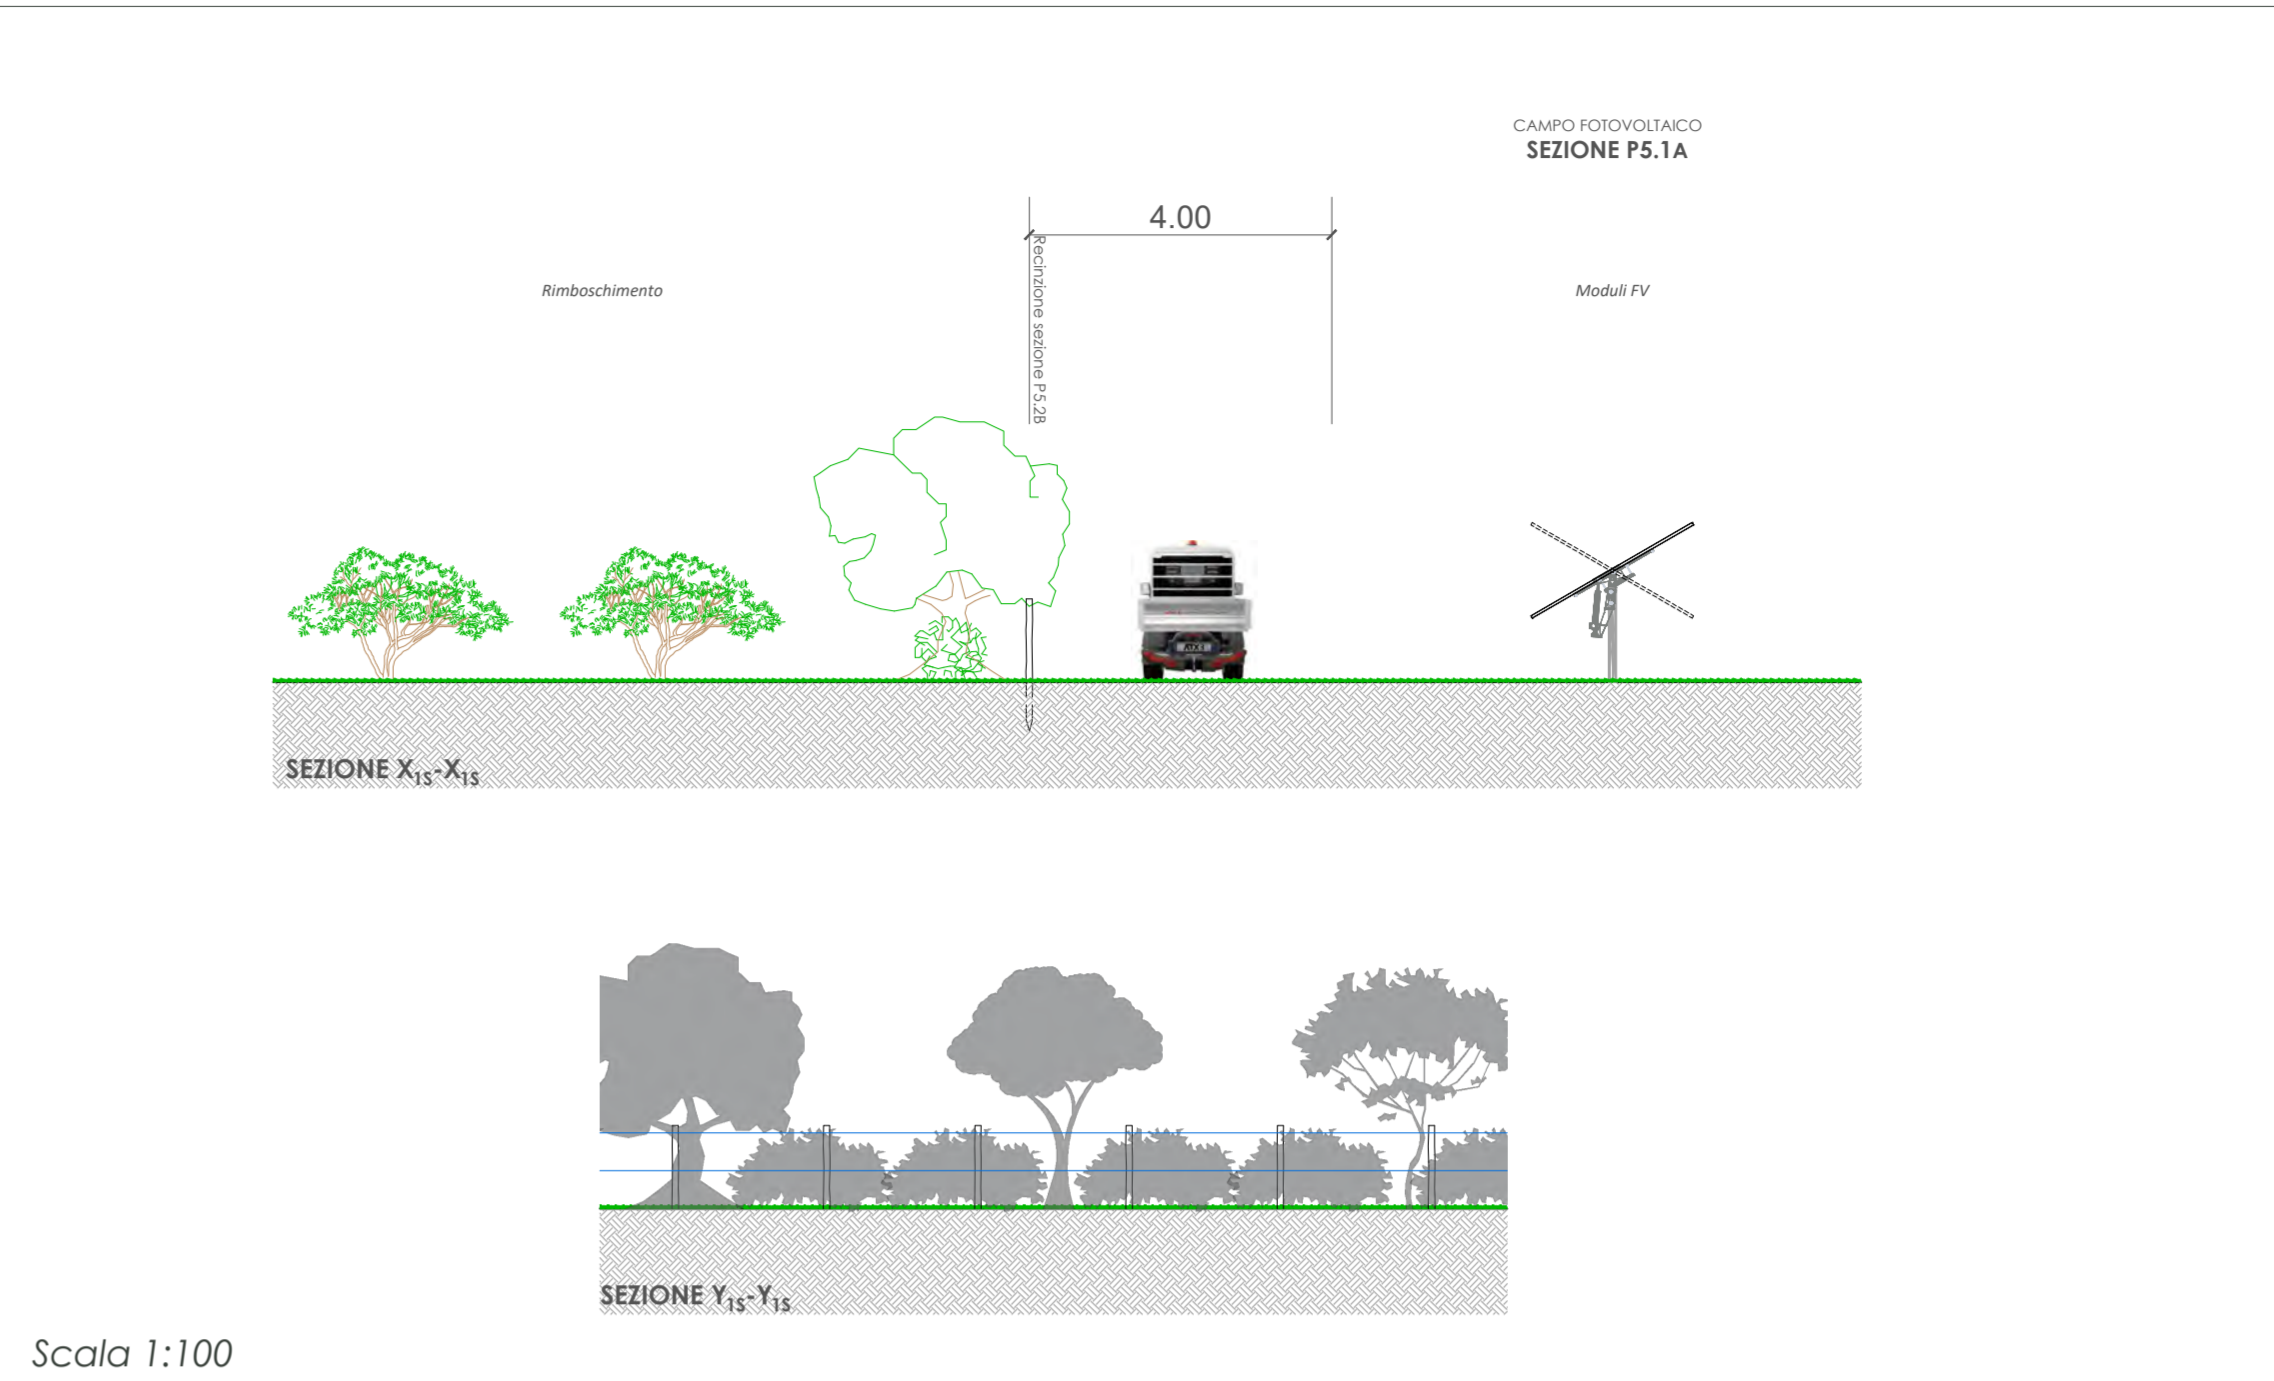 CAMPO FOTOVOLTAICO
SEZIONE P5.1A
4.00
Recinzione sezione P5.2B
Rimboschimento
Moduli FV
SEZIONE X1S-X1S
SEZIONE Y1S-Y1S
Scala 1:100